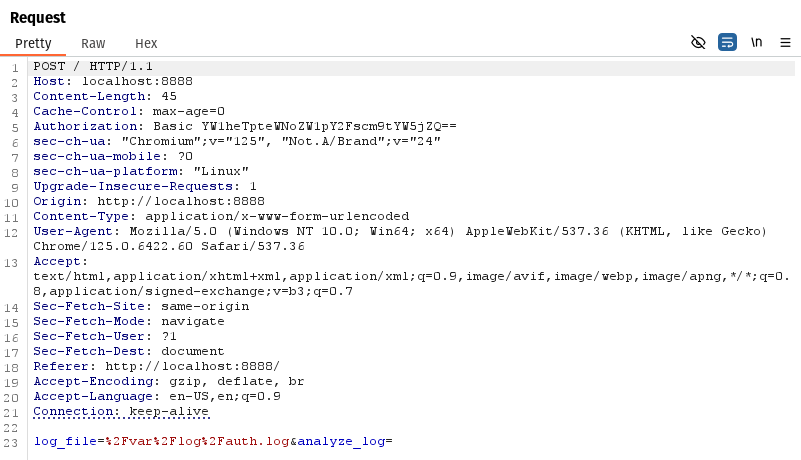 Request
Pretty Raw Hex \n
1 POST / HTTP/1.1
2 Host: localhost:8888
3 Content-Length: 45
4 Cache-Control: max-age=0
5 Authorization: Basic YW1heTpteWNoZW1pY2Fscm9tYW5jZQ==
6 sec-ch-ua: "Chromium";v="125", "Not.A/Brand";v="24"
7 sec-ch-ua-mobile: ?0
8 sec-ch-ua-platform: "Linux"
9 Upgrade-Insecure-Requests: 1
10 Origin: http://localhost:8888
11 Content-Type: application/x-www-form-urlencoded
12 User-Agent: Mozilla/5.0 (Windows NT 10.0; Win64; x64) AppleWebKit/537.36 (KHTML, like Gecko)
Chrome/125.0.6422.60 Safari/537.36
13 Accept:
text/html,application/xhtml+xml,application/xml;q=0.9,image/avif,image/webp,image/apng,*/*;q=0.
8,application/signed-exchange;v=b3;q=0.7
14 Sec-Fetch-Site: same-origin
15 Sec-Fetch-Mode: navigate
16 Sec-Fetch-User: ?1
17 Sec-Fetch-Dest: document
18 Referer: http://localhost:8888/
19 Accept-Encoding: gzip, deflate, br
20 Accept-Language: en-US,en;q=0.9
21 Connection: keep-alive
22
23 log_file=%2Fvar%2Flog%2Fauth.log&analyze_log=